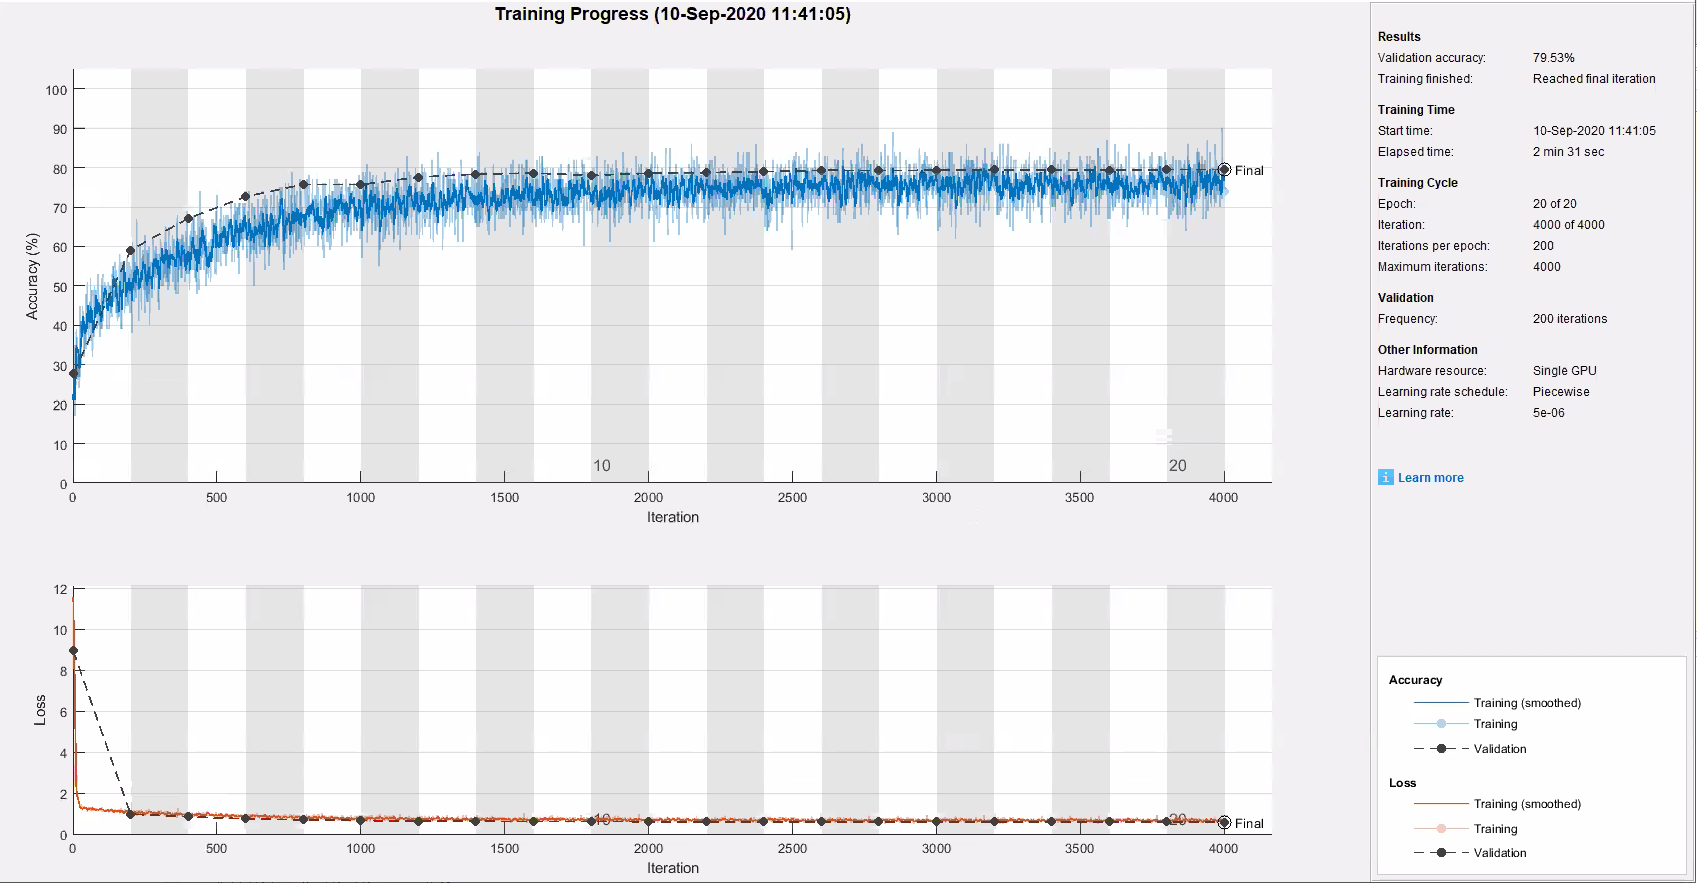 Training Progress (10-Sep-2020 11:41:05)
100
90
80
70
60
50
40
30
20
10
0
Accuracy (%)
Final
10
20
0 500 1000 1500 2000 2500 3000 3500 4000
Iteration
12
10
8
6
4
2
0
Loss
Final
10
20
0 500 1000 1500 2000 2500 3000 3500 4000
Iteration
Results
Validation accuracy: 79.53%
Training finished: Reached final iteration
Training Time
Start time: 10-Sep-2020 11:41:05
Elapsed time: 2 min 31 sec
Training Cycle
Epoch: 20 of 20
Iteration: 4000 of 4000
Iterations per epoch: 200
Maximum iterations: 4000
Validation
Frequency: 200 iterations
Other Information
Hardware resource: Single GPU
Learning rate schedule: Piecewise
Learning rate: 5e-06
i Learn more
Accuracy
Training (smoothed)
Training
Validation
Loss
Training (smoothed)
Training
Validation